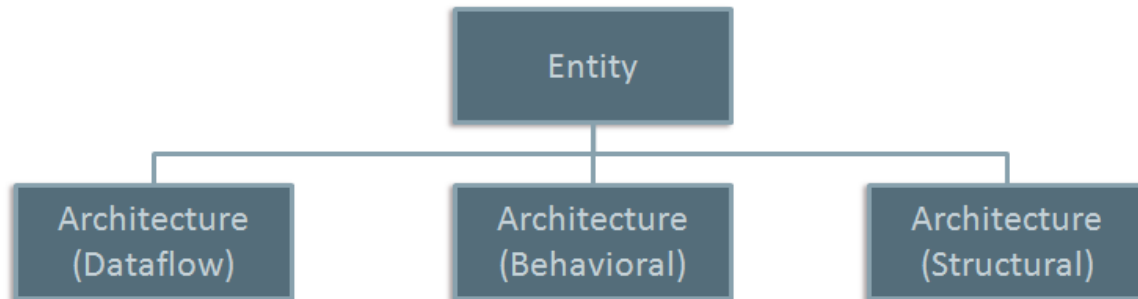 Entity
Architecture
(Dataflow)
Architecture
(Behavioral)
Architecture
(Structural)